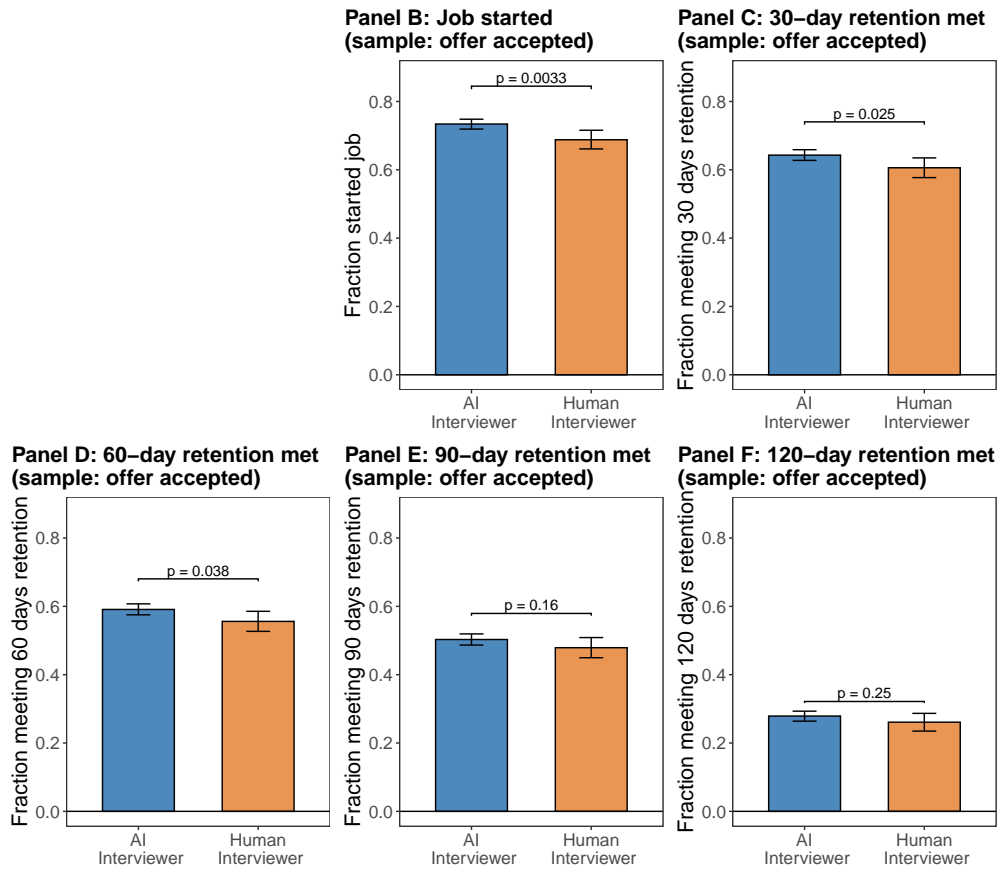 Panel B: Job started
(sample: offer accepted)
Fraction started job
0.8
0.6
0.4
0.2
0.0
p = 0.0033
AI
Interviewer
Human
Interviewer
Panel C: 30−day retention met
(sample: offer accepted)
Fraction meeting 30 days retention
0.8
0.6
0.4
0.2
0.0
p = 0.025
AI
Interviewer
Human
Interviewer
Panel D: 60−day retention met
(sample: offer accepted)
Fraction meeting 60 days retention
0.8
0.6
0.4
0.2
0.0
p = 0.038
AI
Interviewer
Human
Interviewer
Panel E: 90−day retention met
(sample: offer accepted)
Fraction meeting 90 days retention
0.8
0.6
0.4
0.2
0.0
p = 0.16
AI
Interviewer
Human
Interviewer
Panel F: 120−day retention met
(sample: offer accepted)
Fraction meeting 120 days retention
0.8
0.6
0.4
0.2
0.0
p = 0.25
AI
Interviewer
Human
Interviewer